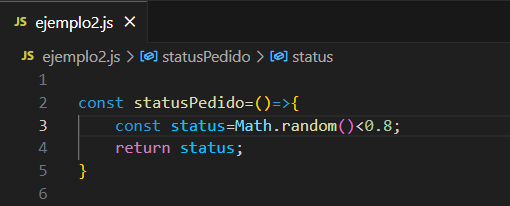 JS ejemplo2.js ×
JS ejemplo2.js > statusPedido > status
1
2 const statusPedido=()=>{
3 const status=Math.random()<0.8;
4 return status;
5 }
6